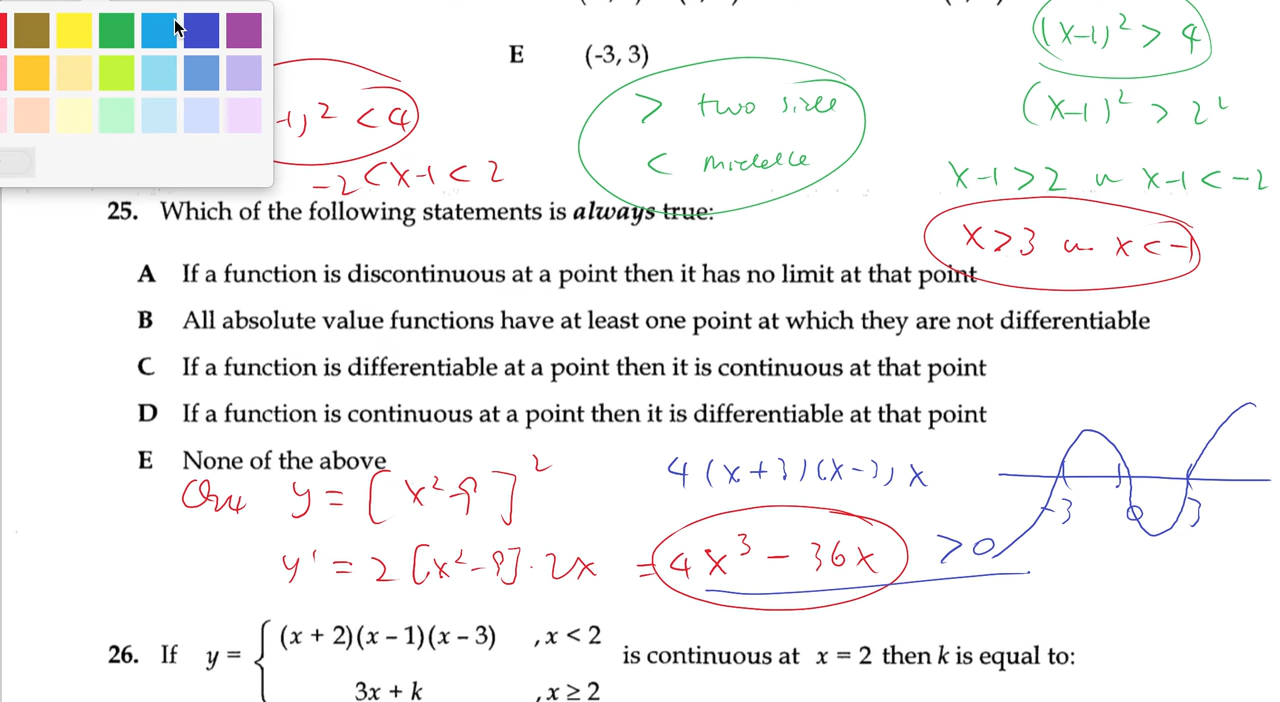 (x-1)² > 4
E (-3, 3)
-1)² < 4
> two sides
< middle
(x-1)² > 2²
-2 < x-1 < 2
x-1 > 2 or x-1 < -2
25. Which of the following statements is always true:
x > 3 or x < -1
A If a function is discontinuous at a point then it has no limit at that point
B All absolute value functions have at least one point at which they are not differentiable
C If a function is differentiable at a point then it is continuous at that point
D If a function is continuous at a point then it is differentiable at that point
E None of the above
y = [x²-9]²
4(x+3)(x-3)x
-3 0 3
y' = 2[x²-9]·2x = 4x³ - 36x > 0
26. If y = { (x + 2)(x – 1)(x – 3) , x < 2
is continuous at x = 2 then k is equal to:
3x + k , x ≥ 2